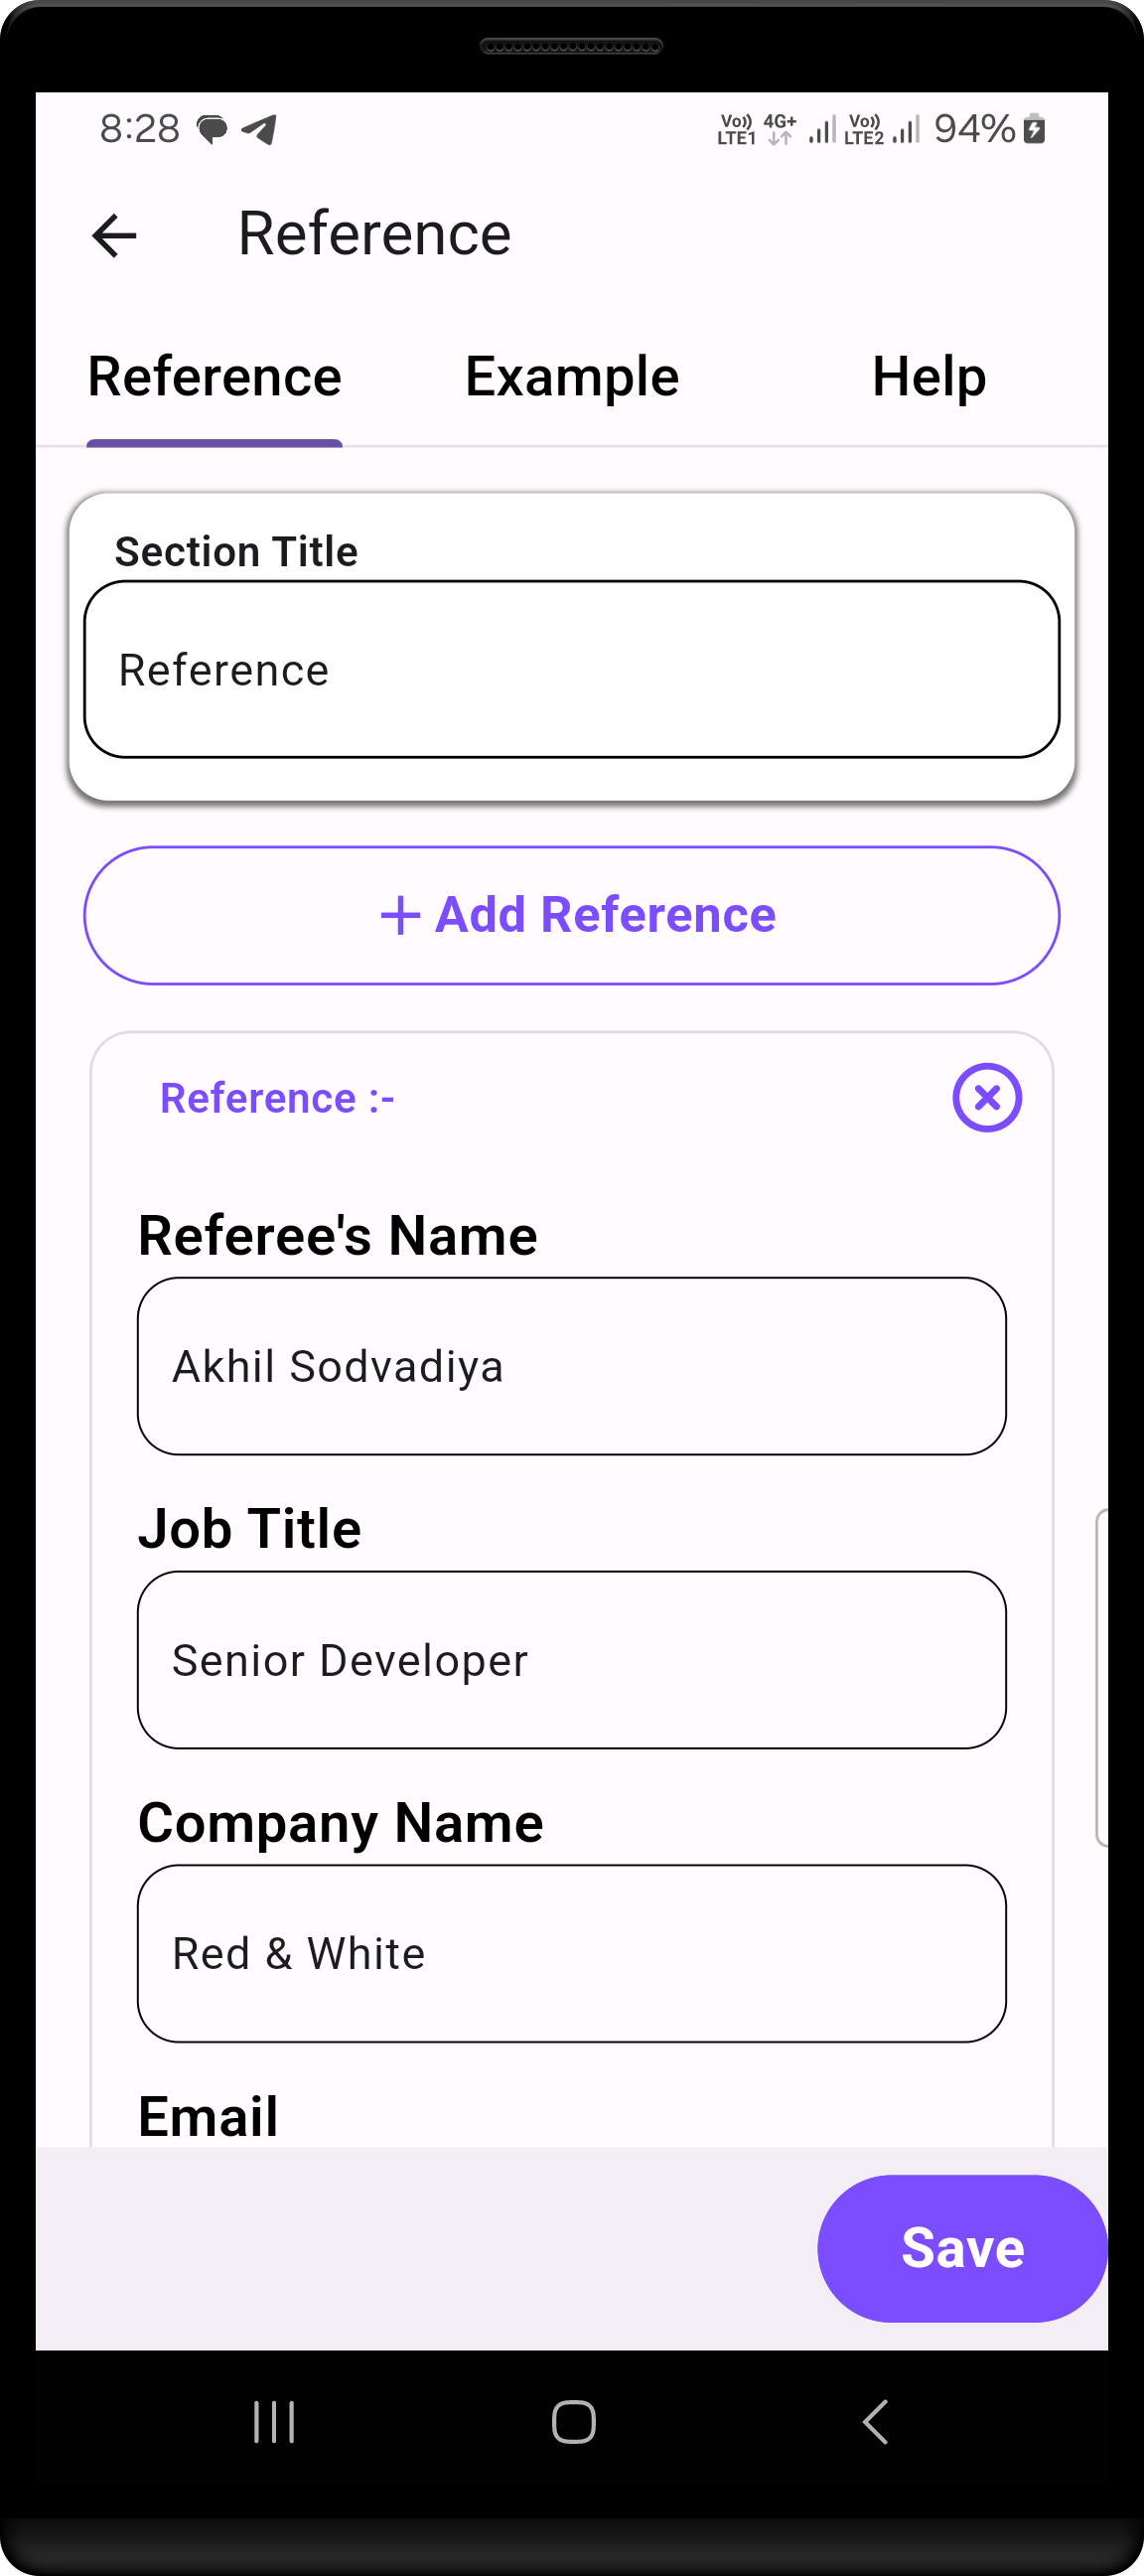 8:28 Vo)) LTE1 4G+ Vo)) LTE2 94%
Reference
Reference Example Help
Section Title
Reference
+ Add Reference
Reference :-
Referee's Name
Akhil Sodvadiya
Job Title
Senior Developer
Company Name
Red & White
Email
Save